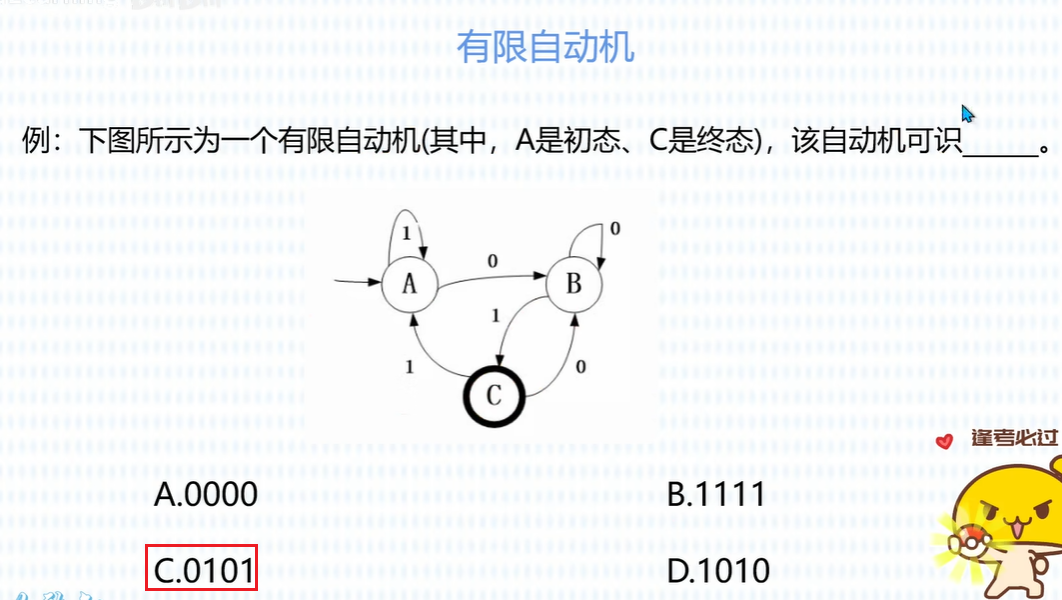 有限自动机
例：下图所示为一个有限自动机(其中，A是初态、C是终态)，该自动机可识______。
1
0
0
A
B
1
1
0
C
逢考必过
A.0000
B.1111
C.0101
D.1010